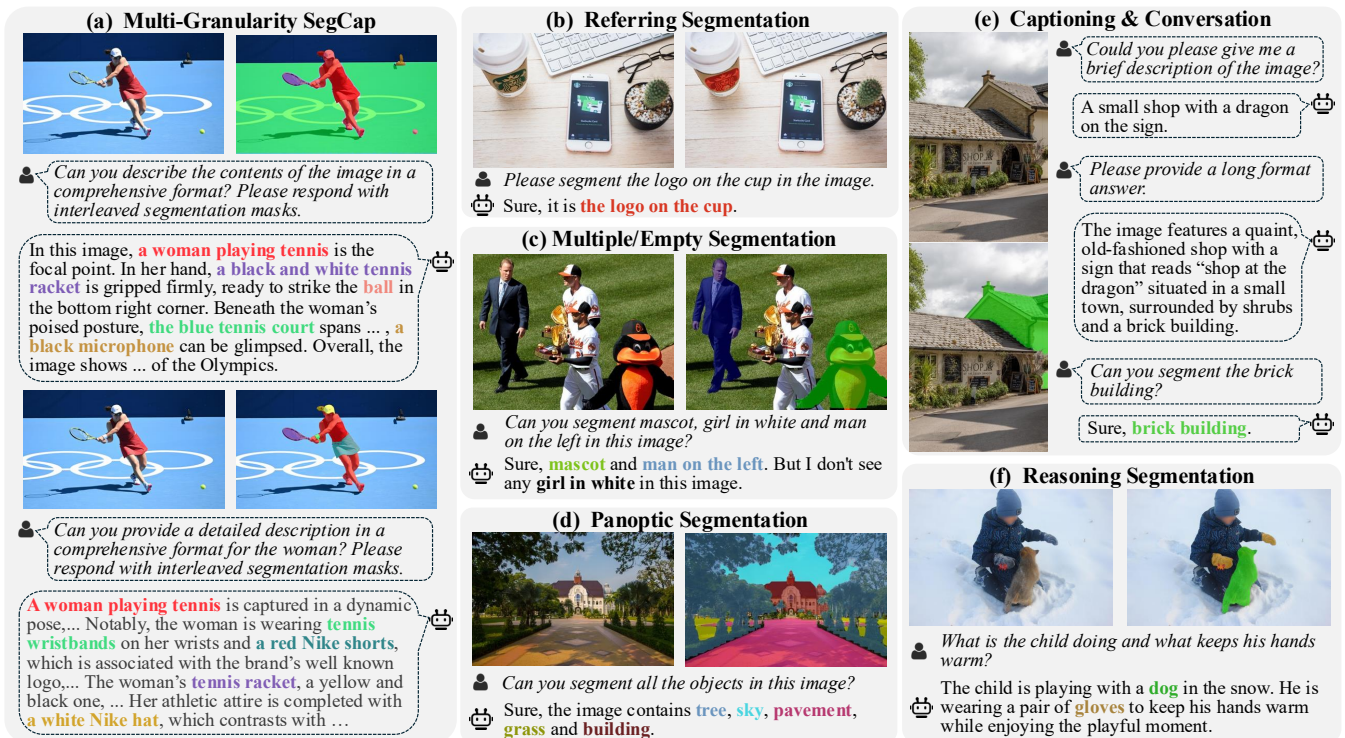 (a) Multi-Granularity SegCap
Can you describe the contents of the image in a
comprehensive format? Please respond with
interleaved segmentation masks.
In this image, a woman playing tennis is the
focal point. In her hand, a black and white tennis
racket is gripped firmly, ready to strike the ball in
the bottom right corner. Beneath the woman's
poised posture, the blue tennis court spans ... , a
black microphone can be glimpsed. Overall, the
image shows ... of the Olympics.
Can you provide a detailed description in a
comprehensive format for the woman? Please
respond with interleaved segmentation masks.
A woman playing tennis is captured in a dynamic
pose,... Notably, the woman is wearing tennis
wristbands on her wrists and a red Nike shorts,
which is associated with the brand's well known
logo,... The woman's tennis racket, a yellow and
black one, ... Her athletic attire is completed with
a white Nike hat, which contrasts with ...
(b) Referring Segmentation
Please segment the logo on the cup in the image.
Sure, it is the logo on the cup.
(c) Multiple/Empty Segmentation
Can you segment mascot, girl in white and man
on the left in this image?
Sure, mascot and man on the left. But I don't see
any girl in white in this image.
(d) Panoptic Segmentation
Can you segment all the objects in this image?
Sure, the image contains tree, sky, pavement,
grass and building.
(e) Captioning & Conversation
SHOP
Could you please give me a
brief description of the image?
A small shop with a dragon
on the sign.
Please provide a long format
answer.
The image features a quaint,
old-fashioned shop with a
sign that reads "shop at the
dragon" situated in a small
town, surrounded by shrubs
and a brick building.
SHOP
Can you segment the brick
building?
Sure, brick building.
(f) Reasoning Segmentation
What is the child doing and what keeps his hands
warm?
The child is playing with a dog in the snow. He is
wearing a pair of gloves to keep his hands warm
while enjoying the playful moment.